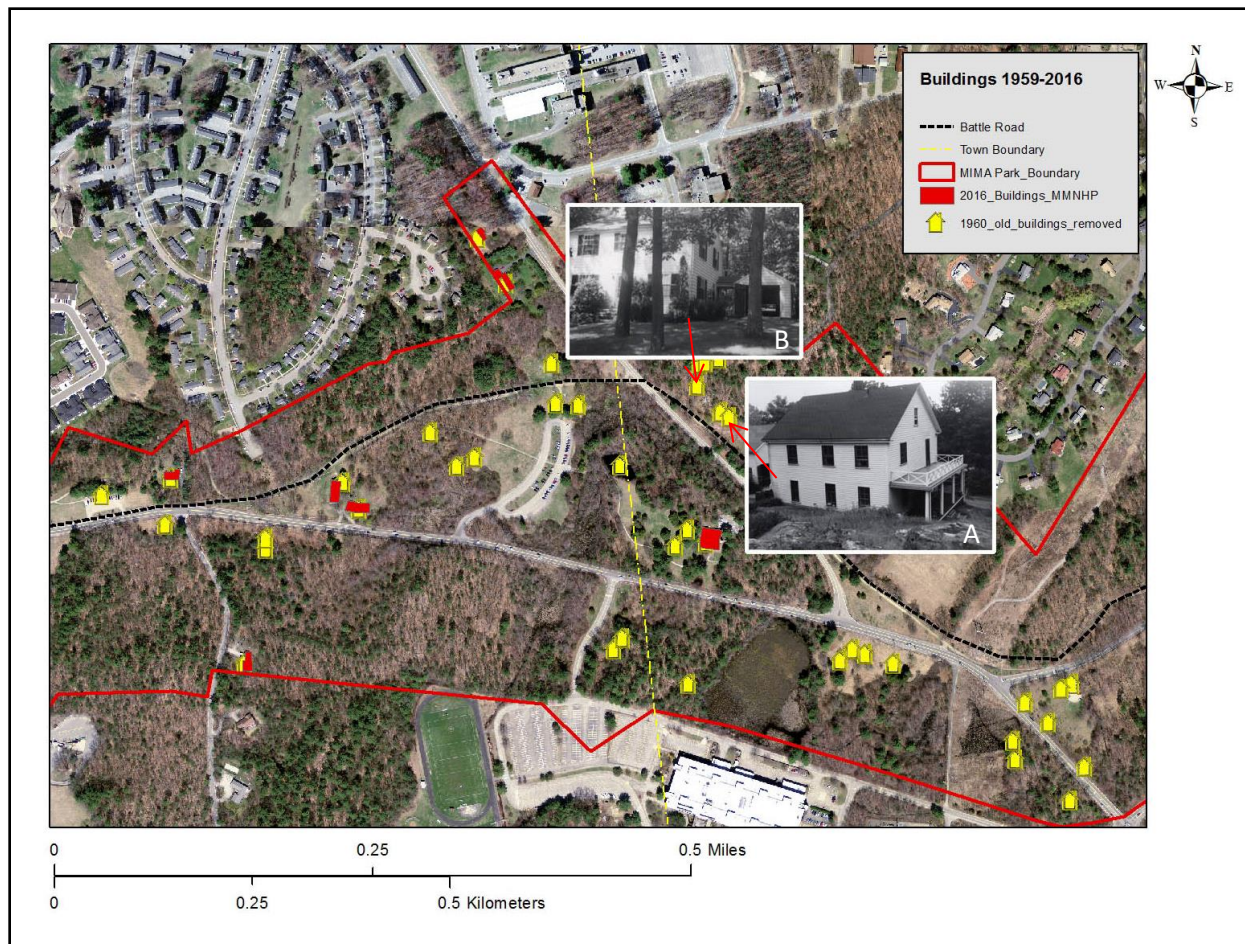 N
W E
S
Buildings 1959-2016
Battle Road
Town Boundary
MIMA Park_Boundary
2016_Buildings_MMNHP
1960_old_buildings_removed
B
A
0 0.25 0.5 Miles
0 0.25 0.5 Kilometers